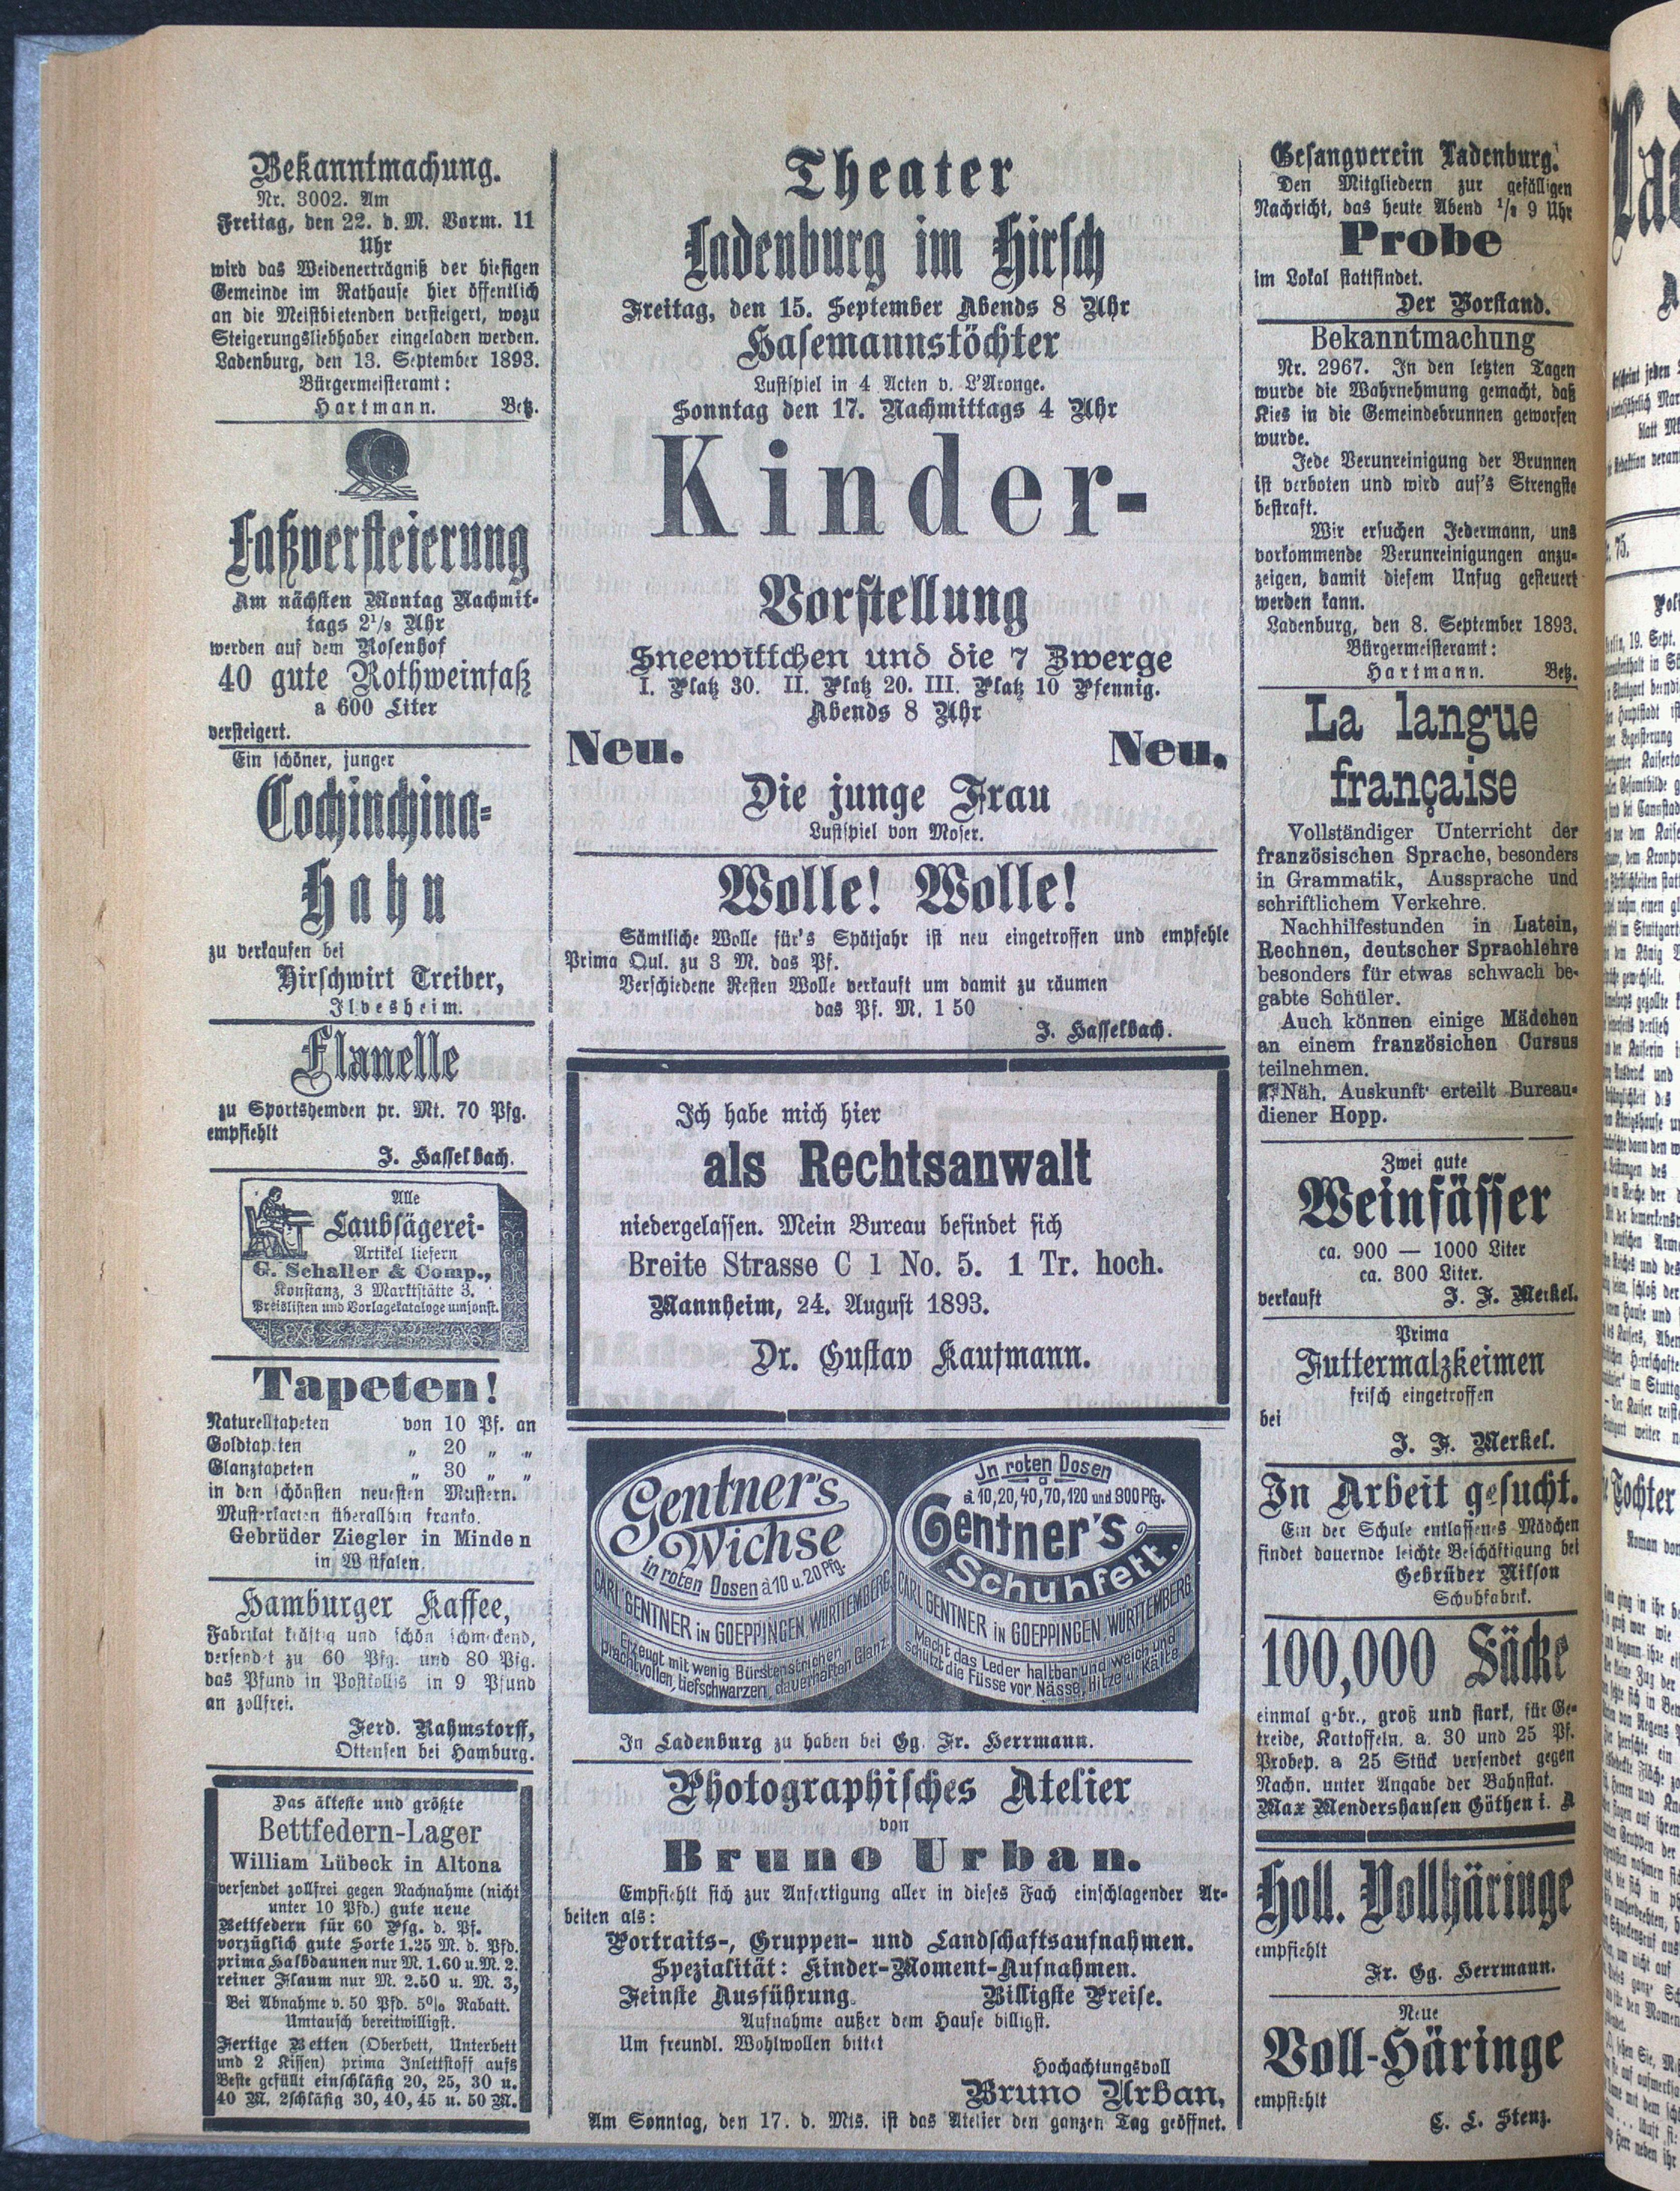 Bekanntmachung.
Nr. 3002. Am
Freitag, den 22. d. M. Vorm. 11
Uhr
wird das Weidenerträgniß der hiesigen
Gemeinde im Rathause hier öffentlich
an die Meistbietenden versteigert, wozu
Steigerungsliebhaber eingeladen werden.
Ladenburg, den 13. September 1893.
Bürgermeisteramt:
Hartmann. Betz.
Faßversteierung
Am nächsten Montag Nachmit-
tags 2½ Uhr
werden auf dem Rosenhof
40 gute Rothweinfaß
a 600 Liter
versteigert.
Ein schöner, junger
Cochinchina-
Hahn
zu verkaufen bei
Hirschwirt Treiber,
Ilvesheim.
Flanelle
zu Sportshemden pr. Mt. 70 Pfg.
empfiehlt
J. Hasselbach.
Alle
Laubsägerei-
Artikel liefern
G. Schaller & Comp.,
Konstanz, 3 Marktstätte 3.
Preislisten und Vorlagekataloge umsonst.
Tapeten!
Naturelltapeten von 10 Pf. an
Goldtapeten „ 20 „ „
Glanztapeten „ 30 „ „
in den schönsten neuesten Mustern.
Musterkarten überallhin franko.
Gebrüder Ziegler in Minden
in Westfalen.
Hamburger Kaffee,
Fabrikat kräftig und schön schmeckend,
versendet zu 60 Pfg. und 80 Pfg.
das Pfund in Postkollis in 9 Pfund
an zollfrei.
Ferd. Rahmstorff,
Ottensen bei Hamburg.
Das älteste und größte
Bettfedern-Lager
William Lübeck in Altona
versendet zollfrei gegen Nachnahme (nicht
unter 10 Pfd.) gute neue
Bettfedern für 60 Pfg. d. Pf.
vorzüglich gute Sorte 1.25 M. d. Pfd.
prima Halbdaunen nur M. 1.60 u. M. 2.
reiner Flaum nur M. 2.50 u. M. 3,
Bei Abnahme v. 50 Pfd. 5% Rabatt.
Umtausch bereitwilligst.
Fertige Betten (Oberbett, Unterbett
und 2 Kissen) prima Inlettstoff aufs
Beste gefüllt einschläfig 20, 25, 30 u.
40 M. 2schläfig 30, 40, 45 u. 50 M.
Theater
Ladenburg im Hirsch
Freitag, den 15. September Abends 8 Uhr
Hasemannstöchter
Lustspiel in 4 Acten v. L'Aronge.
Sonntag den 17. Nachmittags 4 Uhr
Kinder-
Vorstellung
Sneewittchen und die 7 Zwerge
I. Platz 30. II. Platz 20. III. Platz 10 Pfennig.
Abends 8 Uhr
Neu. Neu.
Die junge Frau
Lustspiel von Moser.
Wolle! Wolle!
Sämtliche Wolle für's Spätjahr ist neu eingetroffen und empfehle
Prima Qul. zu 3 M. das Pf.
Verschiedene Resten Wolle verkauft um damit zu räumen
das Pf. M. 1 50
J. Hasselbach.
Ich habe mich hier
als Rechtsanwalt
niedergelassen. Mein Bureau befindet sich
Breite Strasse C 1 No. 5. 1 Tr. hoch.
Mannheim, 24. August 1893.
Dr. Gustav Kaufmann.
Gentner's
Wichse
in roten Dosen à 10 u. 20 Pfg.
CARL GENTNER in GOEPPINGEN, WÜRTTEMBERG
Erzeugt mit wenig Bürstenstrichen
prachtvollen, tiefschwarzen, dauerhaften Glanz.
In roten Dosen
à 10, 20, 40, 70, 120 und 300 Pfg.
Gentner's
Schuhfett.
CARL GENTNER in GOEPPINGEN, WÜRTTEMBERG.
Macht das Leder haltbar und weich und
schützt die Füsse vor Nässe, Hitze u. Kälte
In Ladenburg zu haben bei Gg. Fr. Herrmann.
Photographisches Atelier
von
Bruno Urban.
Empfiehlt sich zur Anfertigung aller in dieses Fach einschlagender Ar-
beiten als:
Portraits-, Gruppen- und Landschaftsaufnahmen.
Spezialität: Kinder-Moment-Aufnahmen.
Feinste Ausführung. Billigste Preise.
Aufnahme außer dem Hause billigst.
Um freundl. Wohlwollen bittet
Hochachtungsvoll
Bruno Urban.
Am Sonntag, den 17. d. Mts. ist das Atelier den ganzen Tag geöffnet.
Gesangverein Ladenburg.
Den Mitgliedern zur gefälligen
Nachricht, das heute Abend ½ 9 Uhr
Probe
im Lokal stattfindet.
Der Vorstand.
Bekanntmachung
Nr. 2967. In den letzten Tagen
wurde die Wahrnehmung gemacht, daß
Kies in die Gemeindebrunnen geworfen
wurde.
Jede Verunreinigung der Brunnen
ist verboten und wird auf's Strengste
bestraft.
Wir ersuchen Jedermann, uns
vorkommende Verunreinigungen anzu-
zeigen, damit diesem Unfug gesteuert
werden kann.
Ladenburg, den 8. September 1893.
Bürgermeisteramt:
Hartmann. Betz.
La langue
française
Vollständiger Unterricht der
französischen Sprache, besonders
in Grammatik, Aussprache und
schriftlichem Verkehre.
Nachhilfestunden in Latein,
Rechnen, deutscher Sprachlehre
besonders für etwas schwach be-
gabte Schüler.
Auch können einige Mädchen
an einem französichen Cursus
teilnehmen.
Näh. Auskunft erteilt Bureau-
diener Hopp.
Zwei gute
Weinfässer
ca. 900 — 1000 Liter
ca. 300 Liter.
verkauft J. F. Merkel.
Prima
Futtermalzkeimen
frisch eingetroffen
bei
J. F. Merkel.
In Arbeit gesucht.
Ein der Schule entlassenes Mädchen
findet dauernde leichte Beschäftigung bei
Gebrüder Nilson
Schuhfabrik.
100,000 Säcke
einmal gebr., groß und stark, für Ge-
treide, Kartoffeln, a. 30 und 25 Pf.
Probep. a 25 Stück versendet gegen
Nachn. unter Angabe der Bahnstat.
Max Mendershausen Göthen i. A
Holl. Vollhäringe
empfiehlt
Fr. Gg. Herrmann.
Neue
Voll-Häringe
empfiehlt
C. L. Stenz.